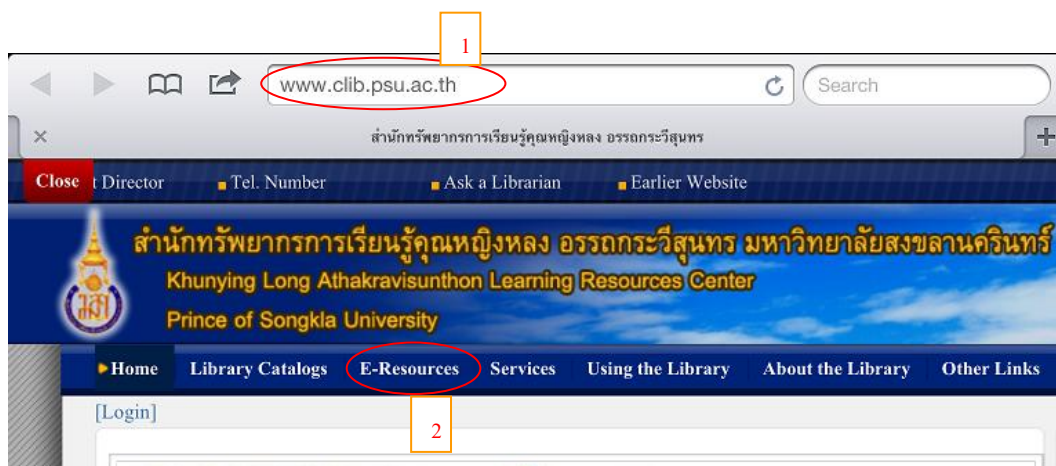 1
www.clib.psu.ac.th Search
สำนักทรัพยากรการเรียนรู้คุณหญิงหลง อรรถกระวีสุนทร
Close t Director Tel. Number Ask a Librarian Earlier Website
สำนักทรัพยากรการเรียนรู้คุณหญิงหลง อรรถกระวีสุนทร มหาวิทยาลัยสงขลานครินทร์
Khunying Long Athakravisunthon Learning Resources Center
Prince of Songkla University
Home Library Catalogs E-Resources Services Using the Library About the Library Other Links
[Login]
2